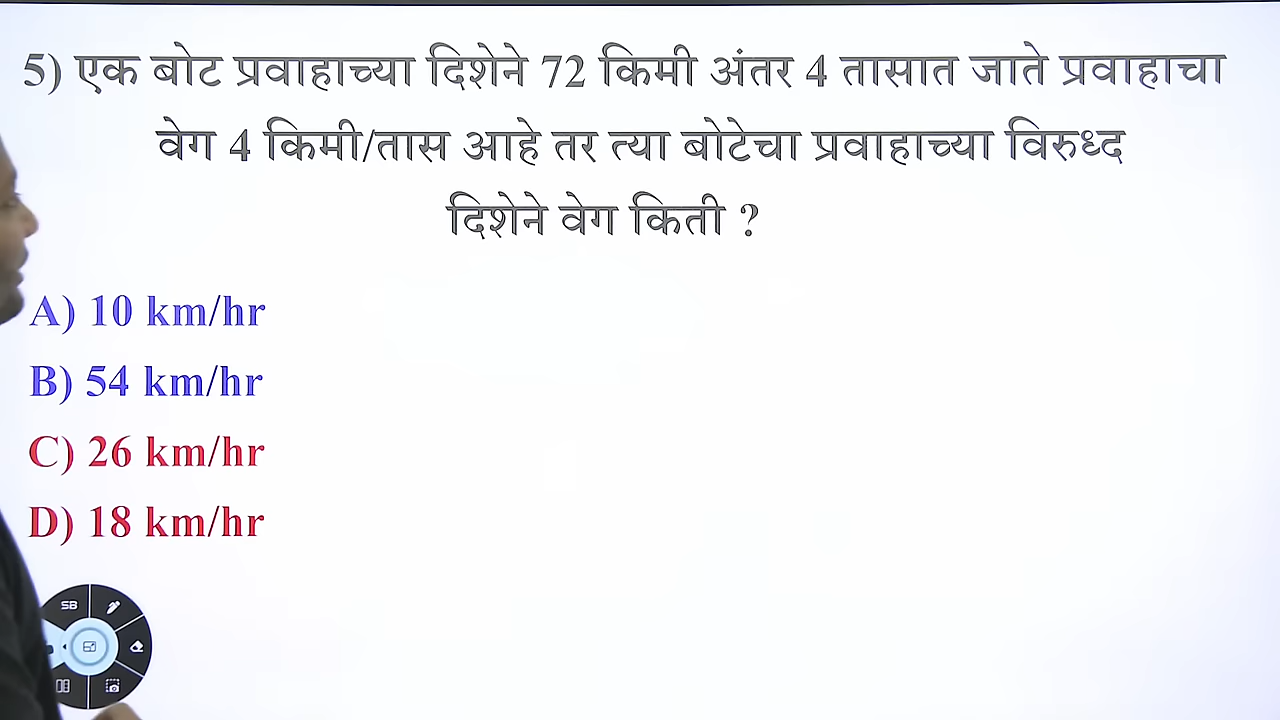 5) एक बोट प्रवाहाच्या दिशेने 72 किमी अंतर 4 तासात जाते प्रवाहाचा
वेग 4 किमी/तास आहे तर त्या बोटेचा प्रवाहाच्या विरुध्द
दिशेने वेग किती ?
A) 10 km/hr
B) 54 km/hr
C) 26 km/hr
D) 18 km/hr
SB